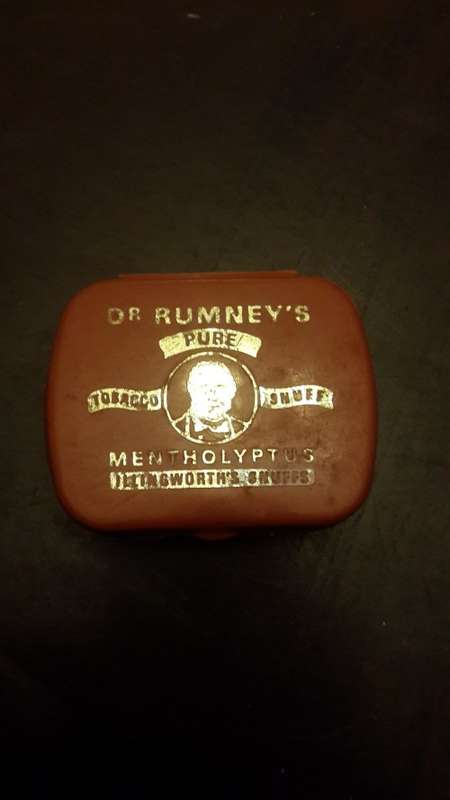 DR RUMNEY'S
PURE
TOBACCO SNUFF
MENTHOLYPTUS
ILLINGWORTH'S SNUFFS